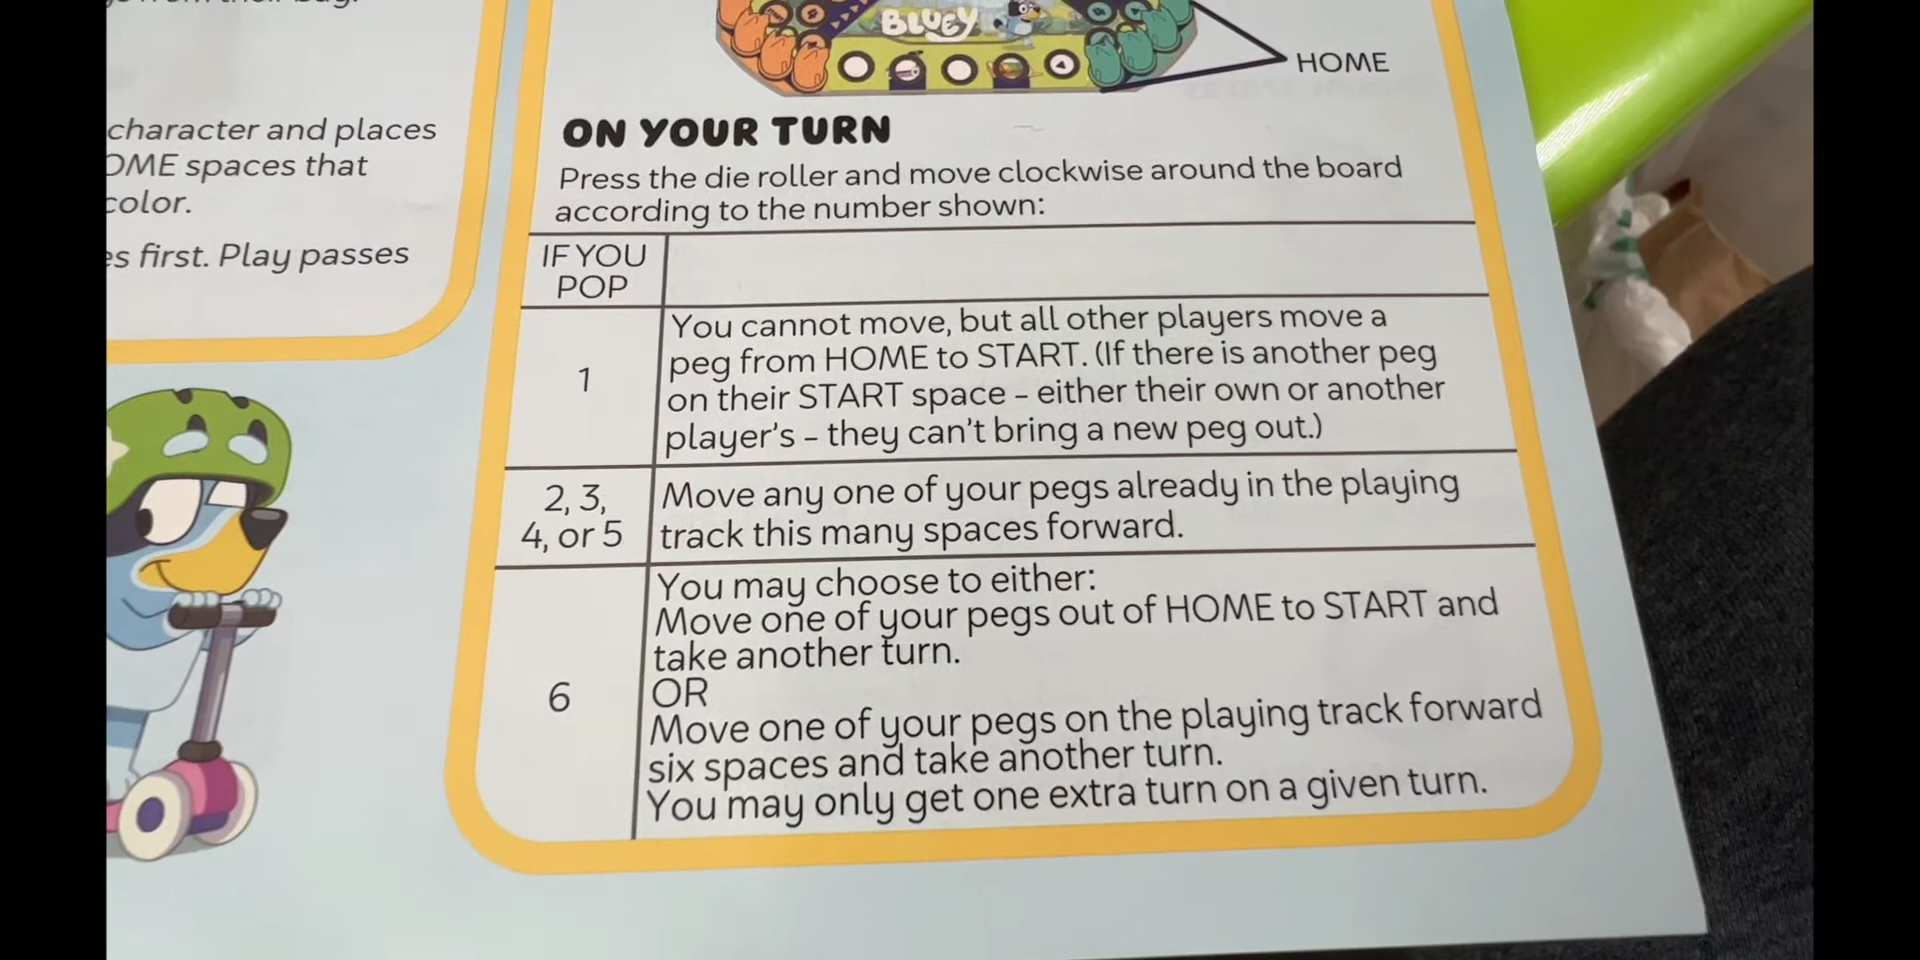 character and places
OME spaces that
color.
es first. Play passes
BLUEY
HOME
ON YOUR TURN
Press the die roller and move clockwise around the board
according to the number shown:
IF YOU
POP
1
You cannot move, but all other players move a
peg from HOME to START. (If there is another peg
on their START space – either their own or another
player's – they can't bring a new peg out.)
2, 3,
4, or 5
Move any one of your pegs already in the playing
track this many spaces forward.
6
You may choose to either:
Move one of your pegs out of HOME to START and
take another turn.
OR
Move one of your pegs on the playing track forward
six spaces and take another turn.
You may only get one extra turn on a given turn.